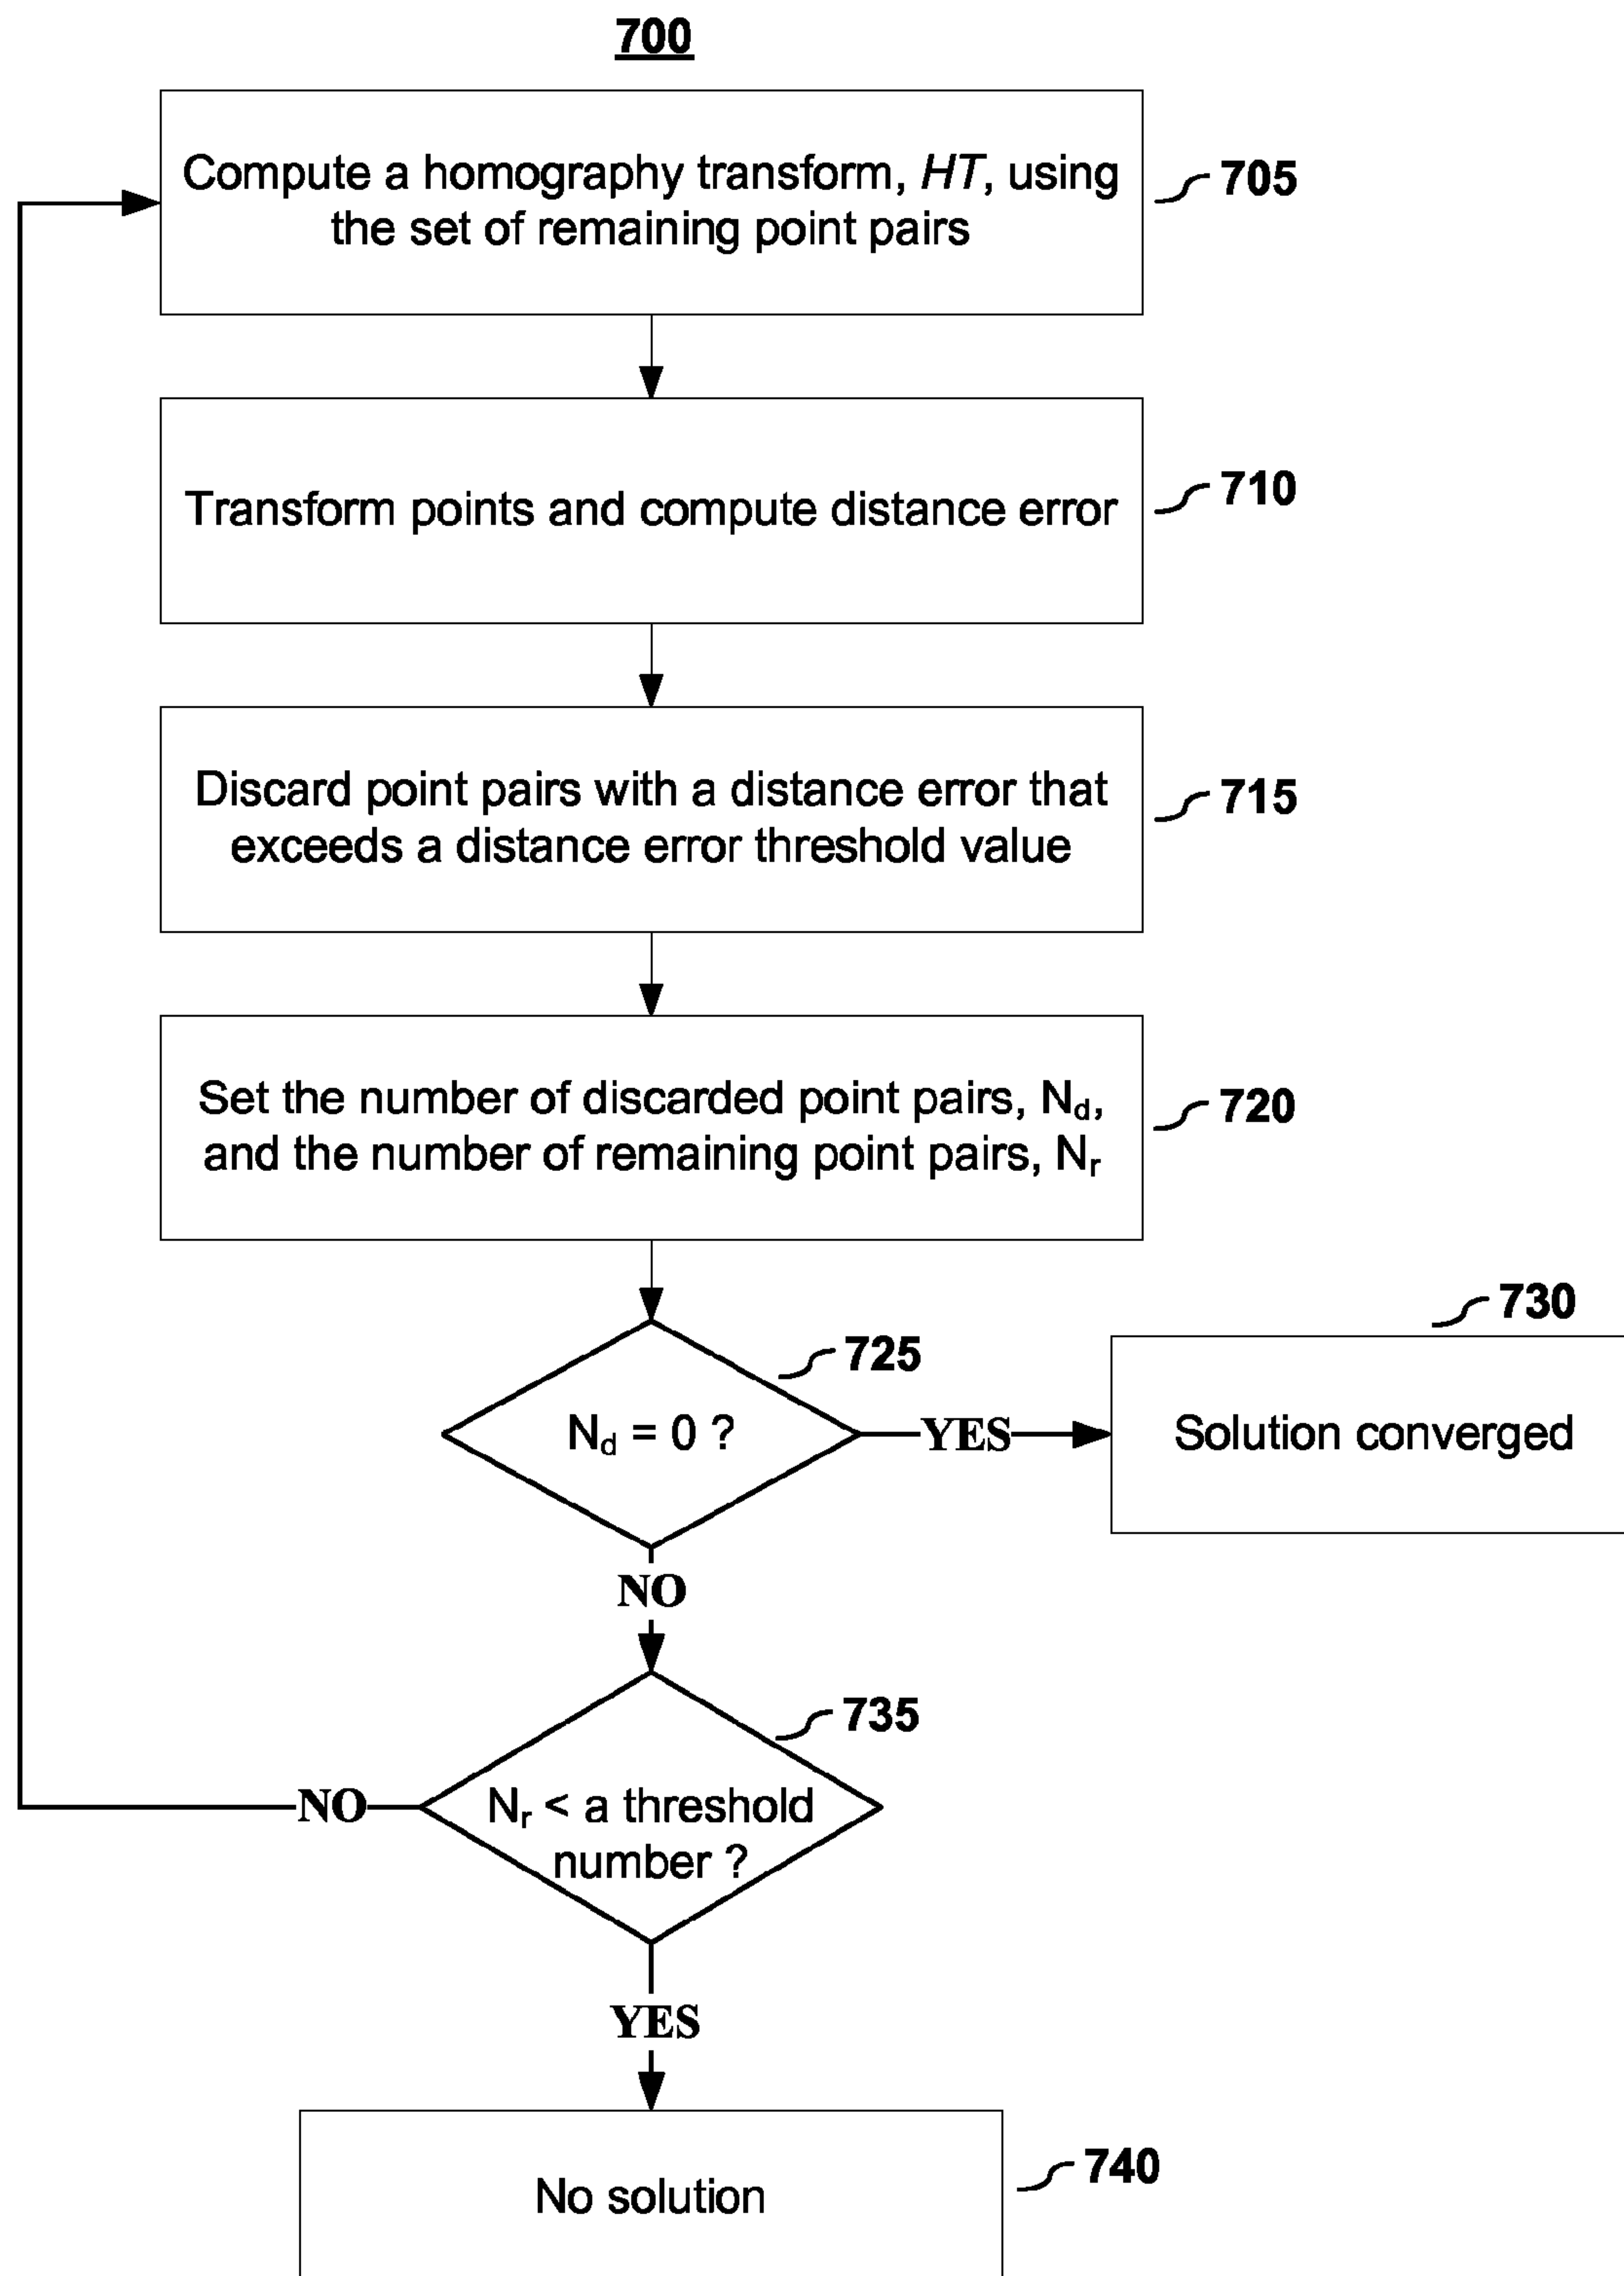 700
Compute a homography transform, HT, using
the set of remaining point pairs
705
Transform points and compute distance error
710
Discard point pairs with a distance error that
exceeds a distance error threshold value
715
Set the number of discarded point pairs, Nd,
and the number of remaining point pairs, Nr
720
725
730
Nd = 0 ?
YES
Solution converged
NO
735
Nr < a threshold
number ?
NO
YES
740
No solution